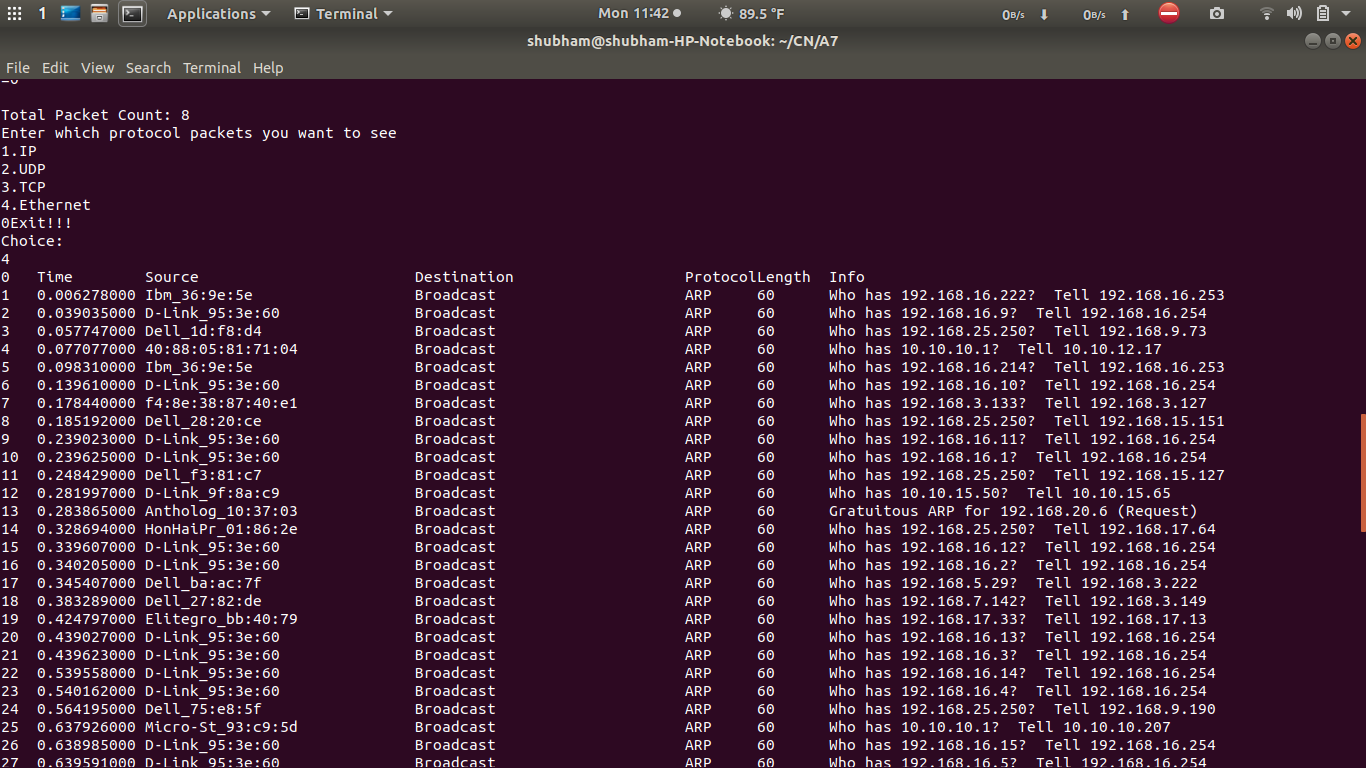 1 Applications Terminal Mon 11:42 89.5 °F 0B/s 0B/s
shubham@shubham-HP-Notebook: ~/CN/A7
File Edit View Search Terminal Help
=0
Total Packet Count: 8
Enter which protocol packets you want to see
1.IP
2.UDP
3.TCP
4.Ethernet
0Exit!!!
Choice:
4
0 Time Source Destination ProtocolLength Info
1 0.006278000 Ibm_36:9e:5e Broadcast ARP 60 Who has 192.168.16.222? Tell 192.168.16.253
2 0.039035000 D-Link_95:3e:60 Broadcast ARP 60 Who has 192.168.16.9? Tell 192.168.16.254
3 0.057747000 Dell_1d:f8:d4 Broadcast ARP 60 Who has 192.168.25.250? Tell 192.168.9.73
4 0.077077000 40:88:05:81:71:04 Broadcast ARP 60 Who has 10.10.10.1? Tell 10.10.12.17
5 0.098310000 Ibm_36:9e:5e Broadcast ARP 60 Who has 192.168.16.214? Tell 192.168.16.253
6 0.139610000 D-Link_95:3e:60 Broadcast ARP 60 Who has 192.168.16.10? Tell 192.168.16.254
7 0.178440000 f4:8e:38:87:40:e1 Broadcast ARP 60 Who has 192.168.3.133? Tell 192.168.3.127
8 0.185192000 Dell_28:20:ce Broadcast ARP 60 Who has 192.168.25.250? Tell 192.168.15.151
9 0.239023000 D-Link_95:3e:60 Broadcast ARP 60 Who has 192.168.16.11? Tell 192.168.16.254
10 0.239625000 D-Link_95:3e:60 Broadcast ARP 60 Who has 192.168.16.1? Tell 192.168.16.254
11 0.248429000 Dell_f3:81:c7 Broadcast ARP 60 Who has 192.168.25.250? Tell 192.168.15.127
12 0.281997000 D-Link_9f:8a:c9 Broadcast ARP 60 Who has 10.10.15.50? Tell 10.10.15.65
13 0.283865000 Antholog_10:37:03 Broadcast ARP 60 Gratuitous ARP for 192.168.20.6 (Request)
14 0.328694000 HonHaiPr_01:86:2e Broadcast ARP 60 Who has 192.168.25.250? Tell 192.168.17.64
15 0.339607000 D-Link_95:3e:60 Broadcast ARP 60 Who has 192.168.16.12? Tell 192.168.16.254
16 0.340205000 D-Link_95:3e:60 Broadcast ARP 60 Who has 192.168.16.2? Tell 192.168.16.254
17 0.345407000 Dell_ba:ac:7f Broadcast ARP 60 Who has 192.168.5.29? Tell 192.168.3.222
18 0.383289000 Dell_27:82:de Broadcast ARP 60 Who has 192.168.7.142? Tell 192.168.3.149
19 0.424797000 Elitegro_bb:40:79 Broadcast ARP 60 Who has 192.168.17.33? Tell 192.168.17.13
20 0.439027000 D-Link_95:3e:60 Broadcast ARP 60 Who has 192.168.16.13? Tell 192.168.16.254
21 0.439623000 D-Link_95:3e:60 Broadcast ARP 60 Who has 192.168.16.3? Tell 192.168.16.254
22 0.539558000 D-Link_95:3e:60 Broadcast ARP 60 Who has 192.168.16.14? Tell 192.168.16.254
23 0.540162000 D-Link_95:3e:60 Broadcast ARP 60 Who has 192.168.16.4? Tell 192.168.16.254
24 0.564195000 Dell_75:e8:5f Broadcast ARP 60 Who has 192.168.25.250? Tell 192.168.9.190
25 0.637926000 Micro-St_93:c9:5d Broadcast ARP 60 Who has 10.10.10.1? Tell 10.10.10.207
26 0.638985000 D-Link_95:3e:60 Broadcast ARP 60 Who has 192.168.16.15? Tell 192.168.16.254
27 0.639591000 D-Link_95:3e:60 Broadcast ARP 60 Who has 192.168.16.5? Tell 192.168.16.254